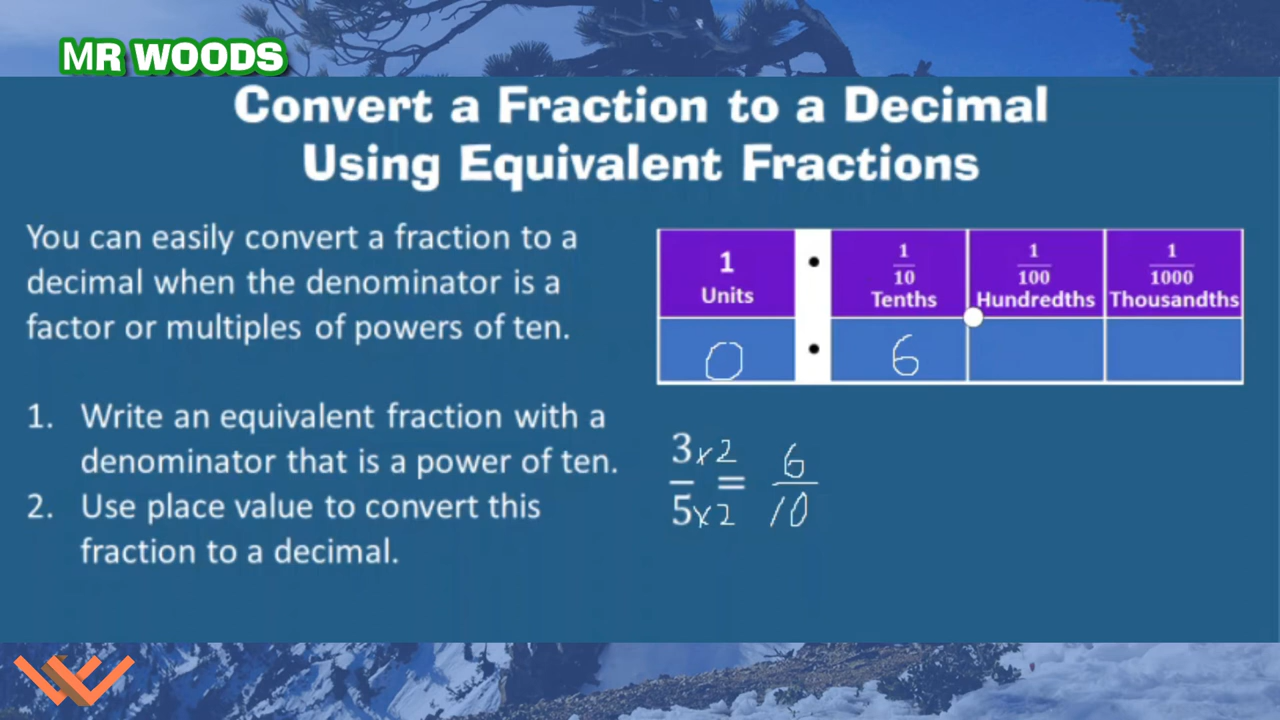 MR WOODS
Convert a Fraction to a Decimal
Using Equivalent Fractions
You can easily convert a fraction to a
decimal when the denominator is a
factor or multiples of powers of ten.
1. Write an equivalent fraction with a
denominator that is a power of ten.
2. Use place value to convert this
fraction to a decimal.
1 • 1/10 1/100 1/1000
Units Tenths Hundredths Thousandths
0 • 6
3x2/5x2 = 6/10